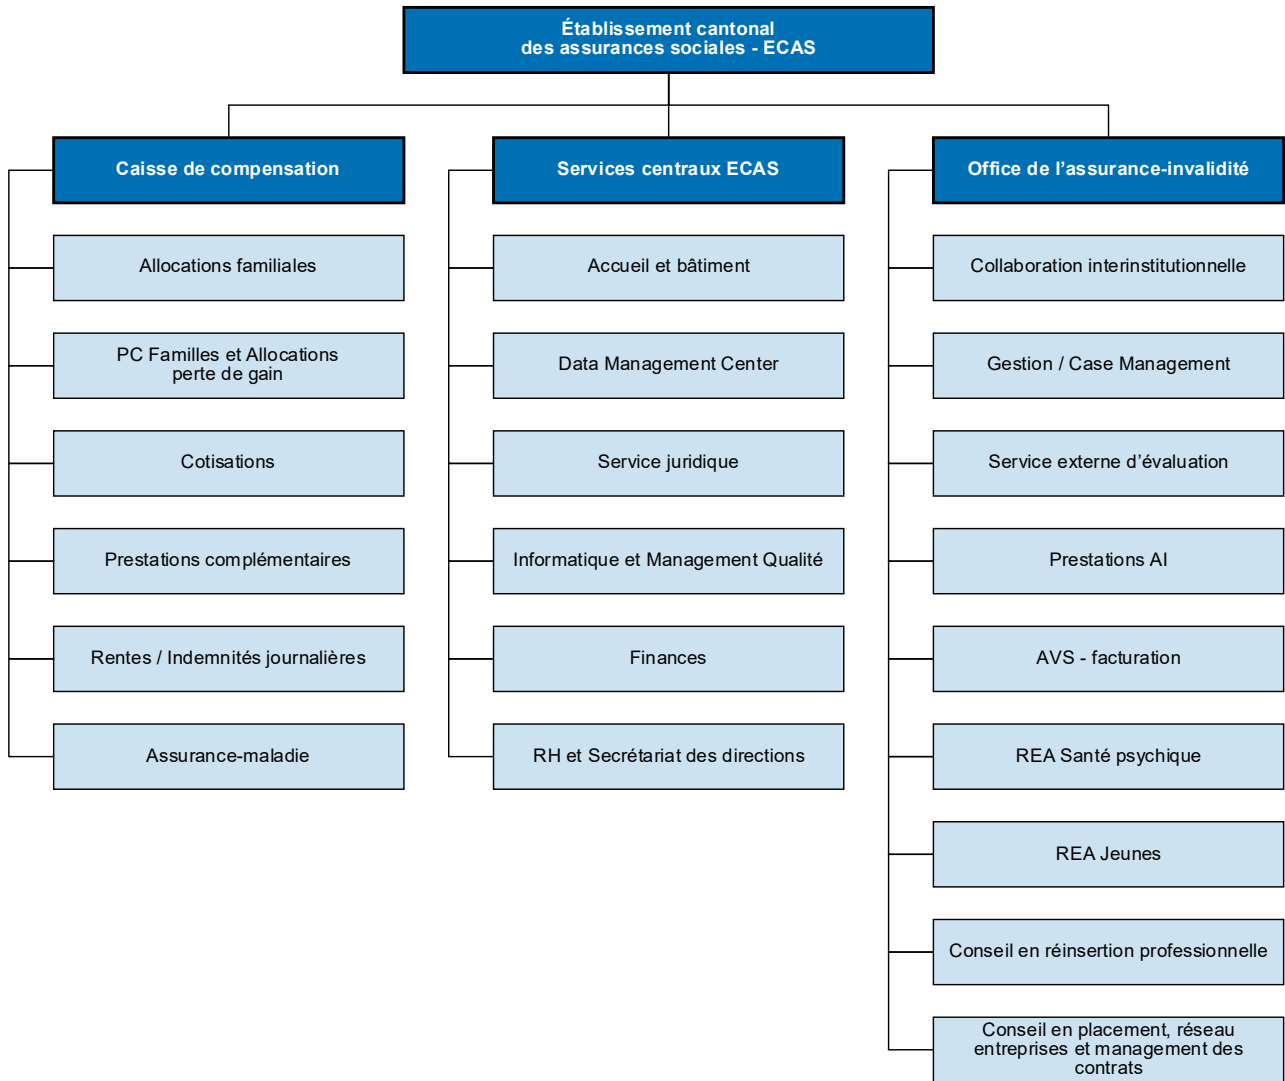 Établissement cantonal
des assurances sociales - ECAS
Caisse de compensation
Allocations familiales
PC Familles et Allocations
perte de gain
Cotisations
Prestations complémentaires
Rentes / Indemnités journalières
Assurance-maladie
Services centraux ECAS
Accueil et bâtiment
Data Management Center
Service juridique
Informatique et Management Qualité
Finances
RH et Secrétariat des directions
Office de l’assurance-invalidité
Collaboration interinstitutionnelle
Gestion / Case Management
Service externe d’évaluation
Prestations AI
AVS - facturation
REA Santé psychique
REA Jeunes
Conseil en réinsertion professionnelle
Conseil en placement, réseau
entreprises et management des
contrats